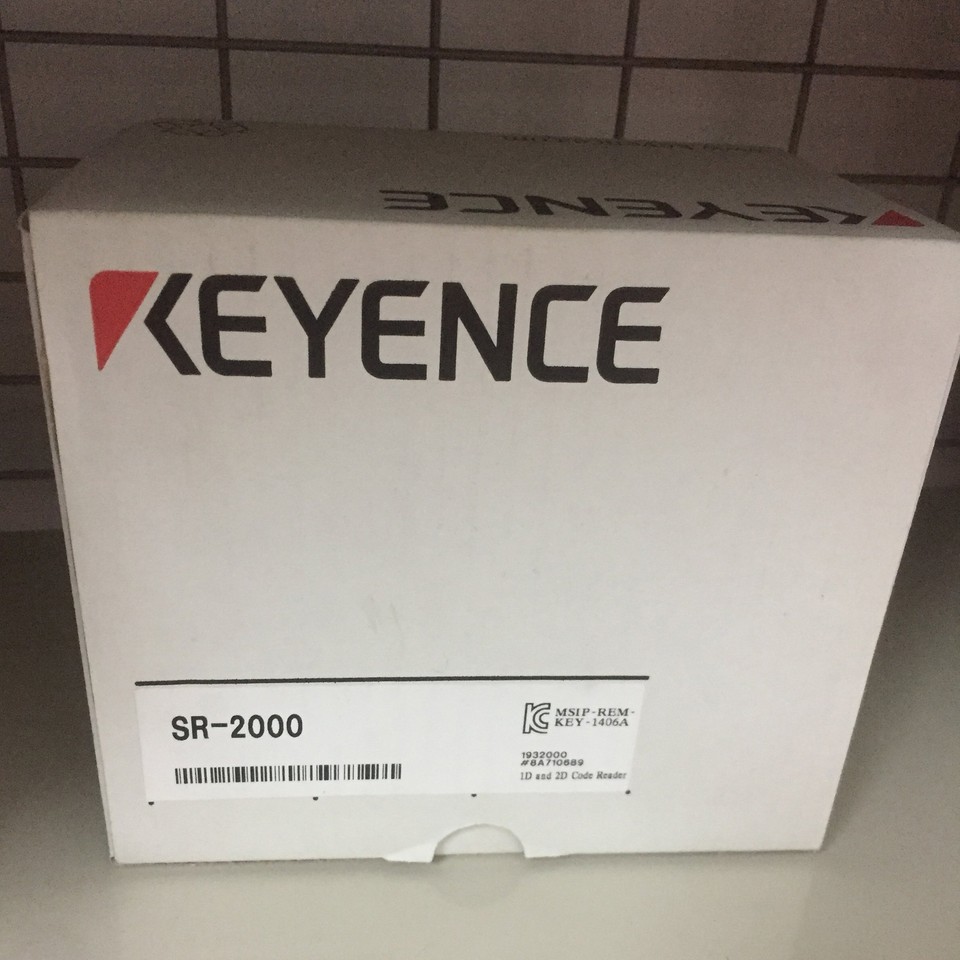 KEYENCE
KEYENCE
SR-2000
MSIP-REM-
KEY-1406A
1932000
#8A710689
1D and 2D Code Reader